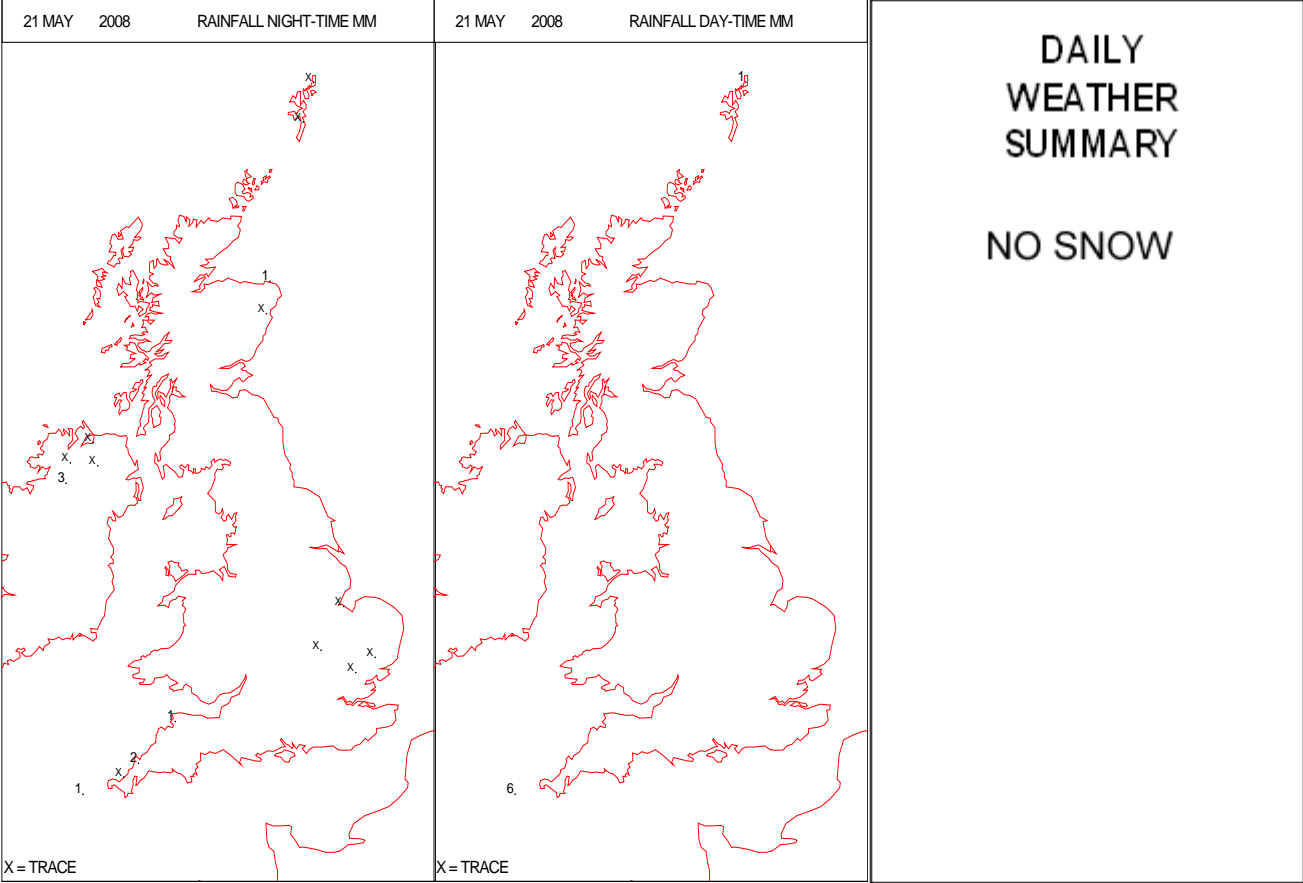 21 MAY 2008 RAINFALL NIGHT-TIME MM
X
X.
1.
X.
X
X. X.
3.
X.
X. X.
X.
1.
2.
X.
1.
X = TRACE
21 MAY 2008 RAINFALL DAY-TIME MM
1
6.
X = TRACE
DAILY
WEATHER
SUMMARY
NO SNOW